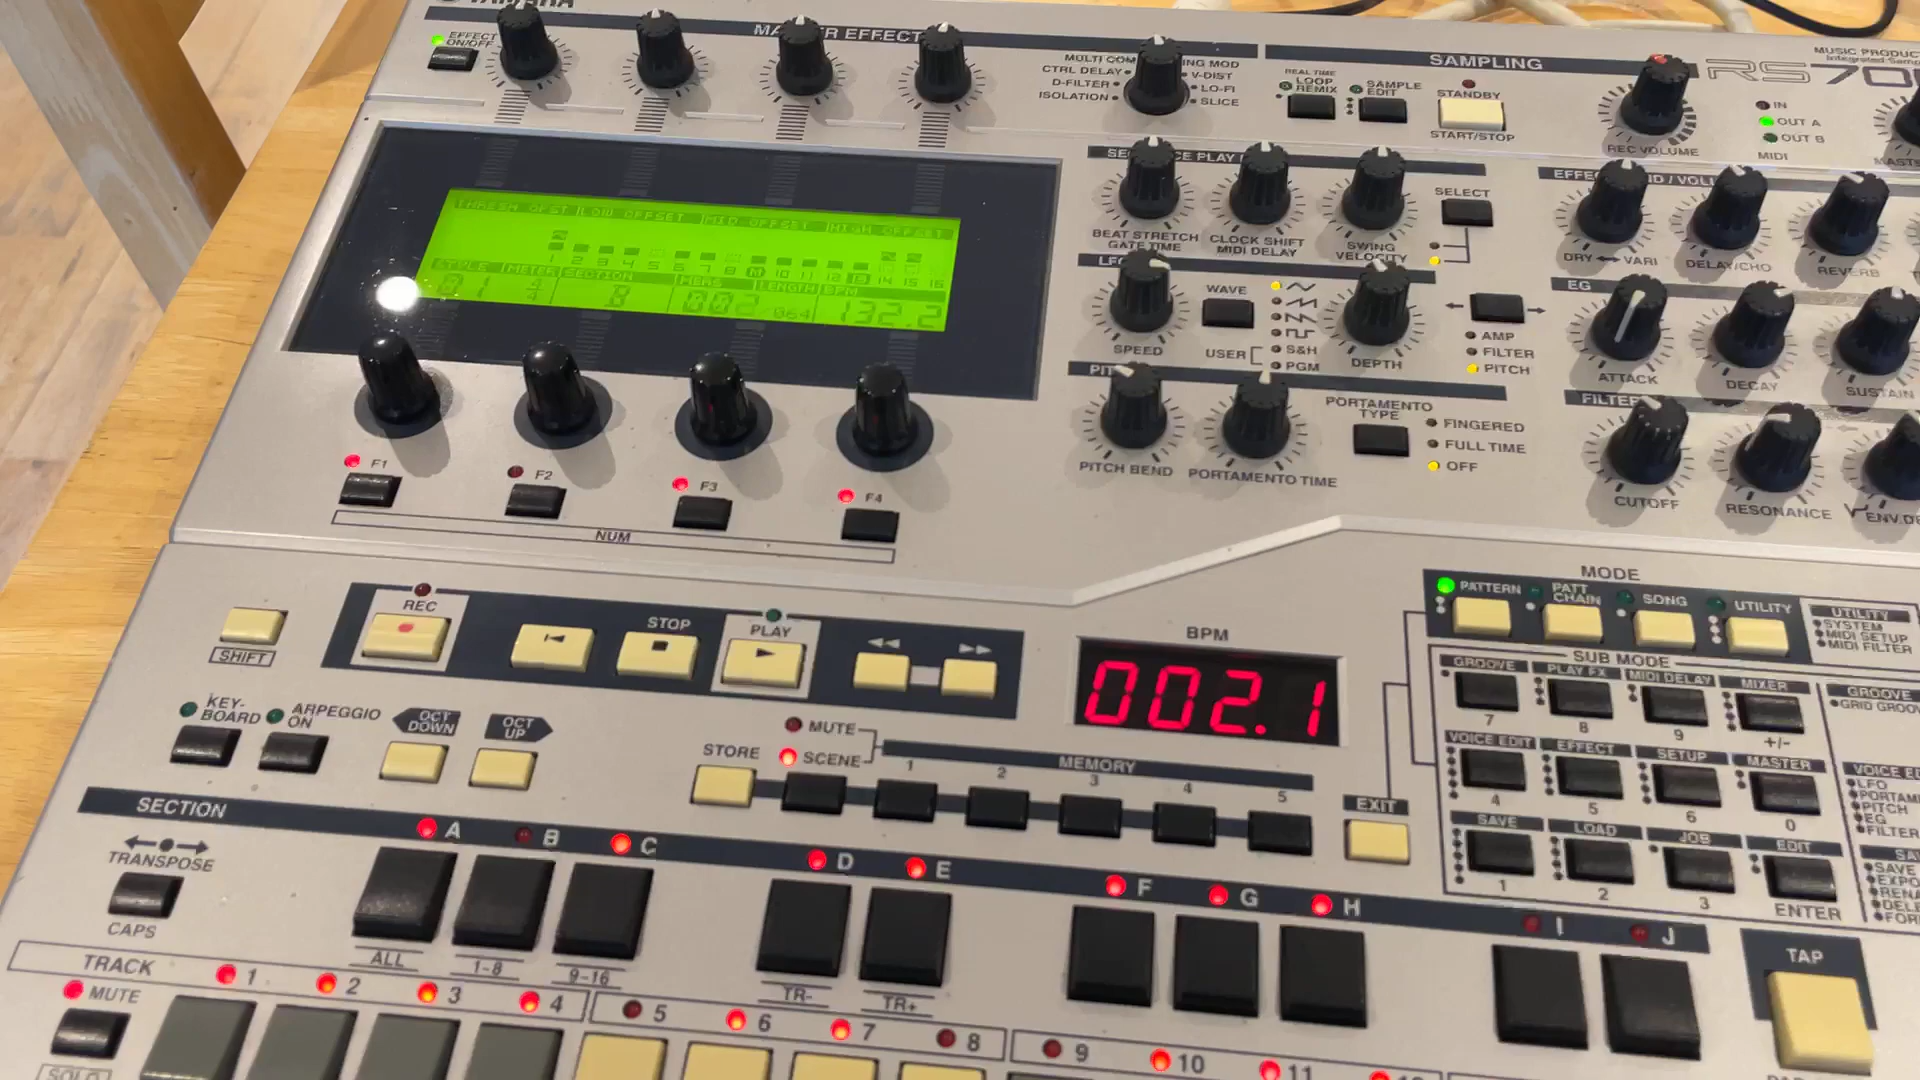 YAMAHA
EFFECT
ON/OFF
MULTI COM
CTRL DELAY
D-FILTER
ISOLATION
V-DIST
LO-FI
SLICE
SAMPLING
REAL TIME
LOOP
REMIX
SAMPLE
EDIT
STANDBY
START/STOP
REC VOLUME
IN
OUT A
OUT B
MIDI
MUSIC PRODUC
THRESH OFST LOW OFFSET MID OFFSET HIGH OFFSET
STYLE METER SECTION MEAS LENGTH BPM
01 4/4 B 002/064 132.2
BEAT STRETCH
GATE TIME
CLOCK SHIFT
MIDI DELAY
SWING
VELOCITY
SELECT
DRY VARI
DELAY/CHO
REVERB
SPEED
WAVE
USER
S&H
PGM
DEPTH
AMP
FILTER
PITCH
EG
ATTACK
DECAY
SUSTAIN
PITCH BEND
PORTAMENTO TIME
PORTAMENTO
TYPE
FINGERED
FULL TIME
OFF
FILTER
CUTOFF
RESONANCE
F1
F2
F3
F4
NUM
SHIFT
REC
STOP
PLAY
BPM
002.1
MODE
PATTERN
PATT
CHAIN
SONG
UTILITY
UTILITY
SYSTEM
MIDI SETUP
MIDI FILTER
SUB MODE
GROOVE
PLAY FX
MIDI DELAY
MIXER
7
8
9
+/-
GROOVE
VOICE EDIT
EFFECT
SETUP
MASTER
4
5
6
0
SAVE
LOAD
JOB
EDIT
1
2
3
ENTER
KEY-
BOARD
ARPEGGIO
ON
OCT
DOWN
OCT
UP
STORE
MUTE
SCENE
MEMORY
1
2
3
4
5
EXIT
SECTION
A
B
C
D
E
F
G
H
I
J
TRANSPOSE
CAPS
ALL
1-8
9-16
TR-
TR+
TAP
TRACK
MUTE
1
2
3
4
5
6
7
8
9
10
11
SOLO